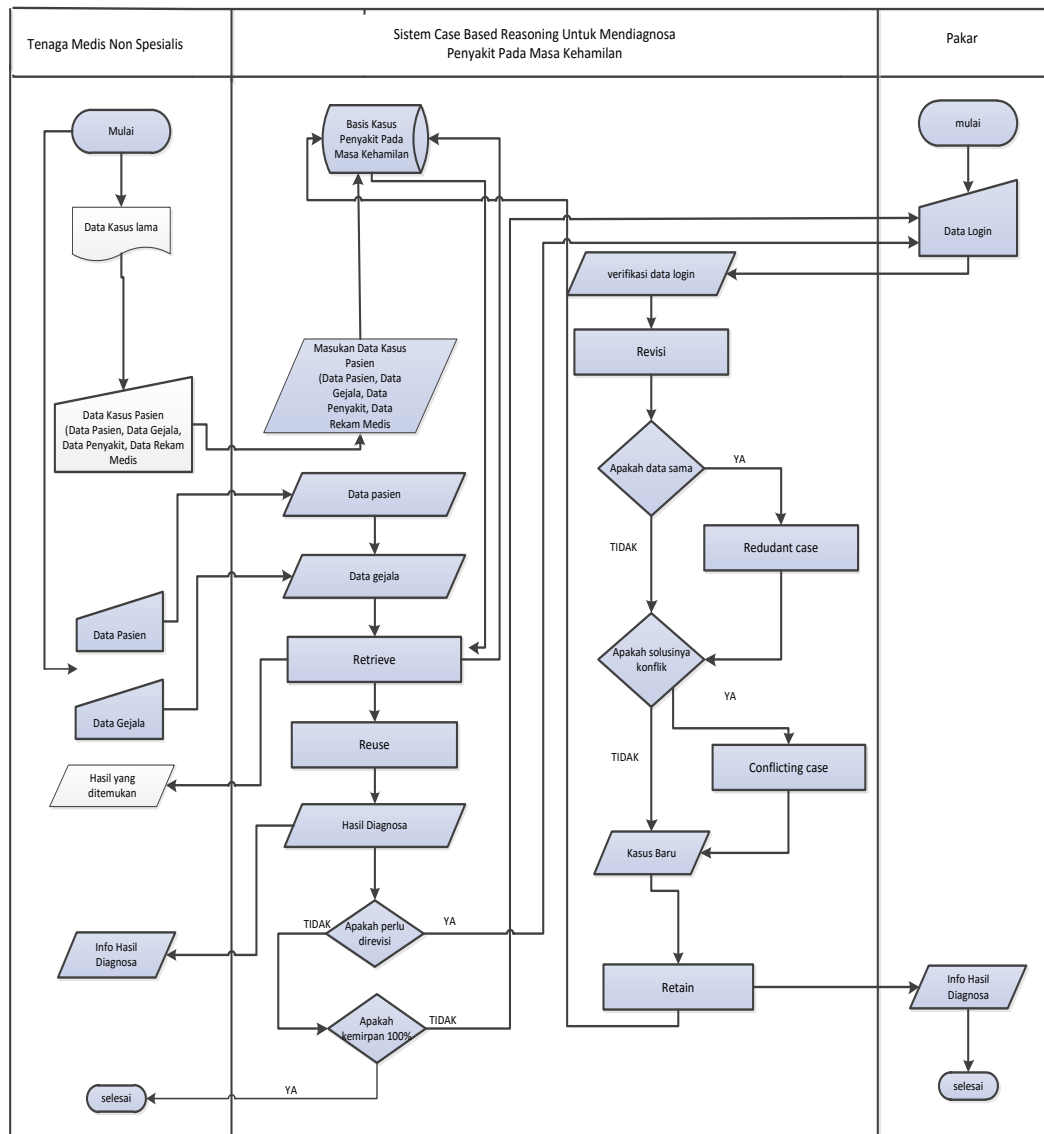 Tenaga Medis Non Spesialis
Sistem Case Based Reasoning Untuk Mendiagnosa
Penyakit Pada Masa Kehamilan
Pakar
Mulai
Data Kasus lama
Data Kasus Pasien
(Data Pasien, Data Gejala,
Data Penyakit, Data Rekam
Medis
Data Pasien
Data Gejala
Hasil yang
ditemukan
Info Hasil
Diagnosa
selesai
Basis Kasus
Penyakit Pada
Masa Kehamilan
Masukan Data Kasus
Pasien
(Data Pasien, Data
Gejala, Data
Penyakit, Data
Rekam Medis
Data pasien
Data gejala
Retrieve
Reuse
Hasil Diagnosa
TIDAK
Apakah perlu
direvisi
YA
Apakah
kemirpan 100%
TIDAK
YA
verifikasi data login
Revisi
Apakah data sama
YA
TIDAK
Redudant case
Apakah solusinya
konflik
YA
TIDAK
Conflicting case
Kasus Baru
Retain
mulai
Data Login
Info Hasil
Diagnosa
selesai